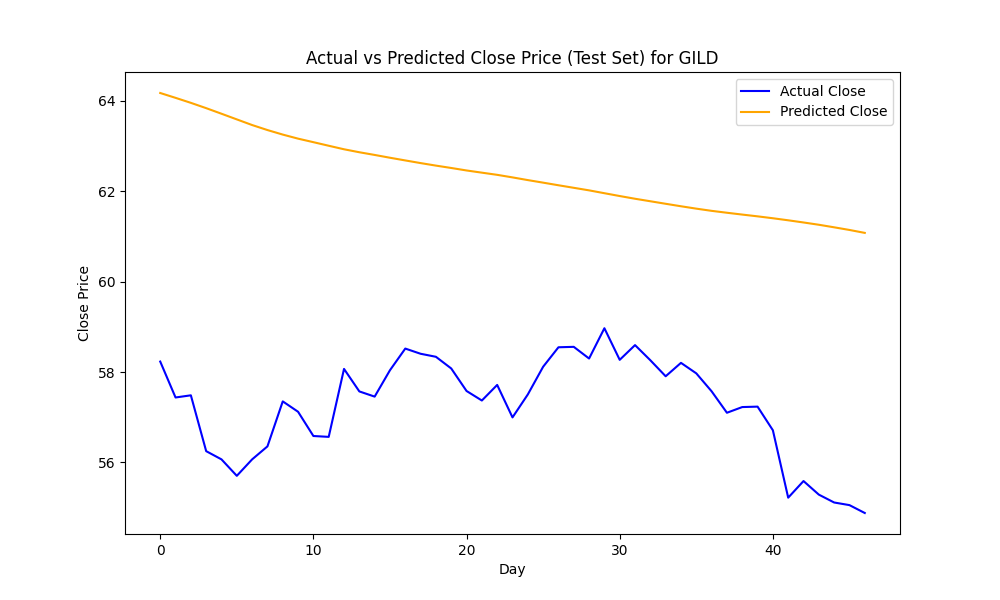 Actual vs Predicted Close Price (Test Set) for GILD
Actual Close
Predicted Close
64
62
60
58
56
Close Price
0 10 20 30 40
Day